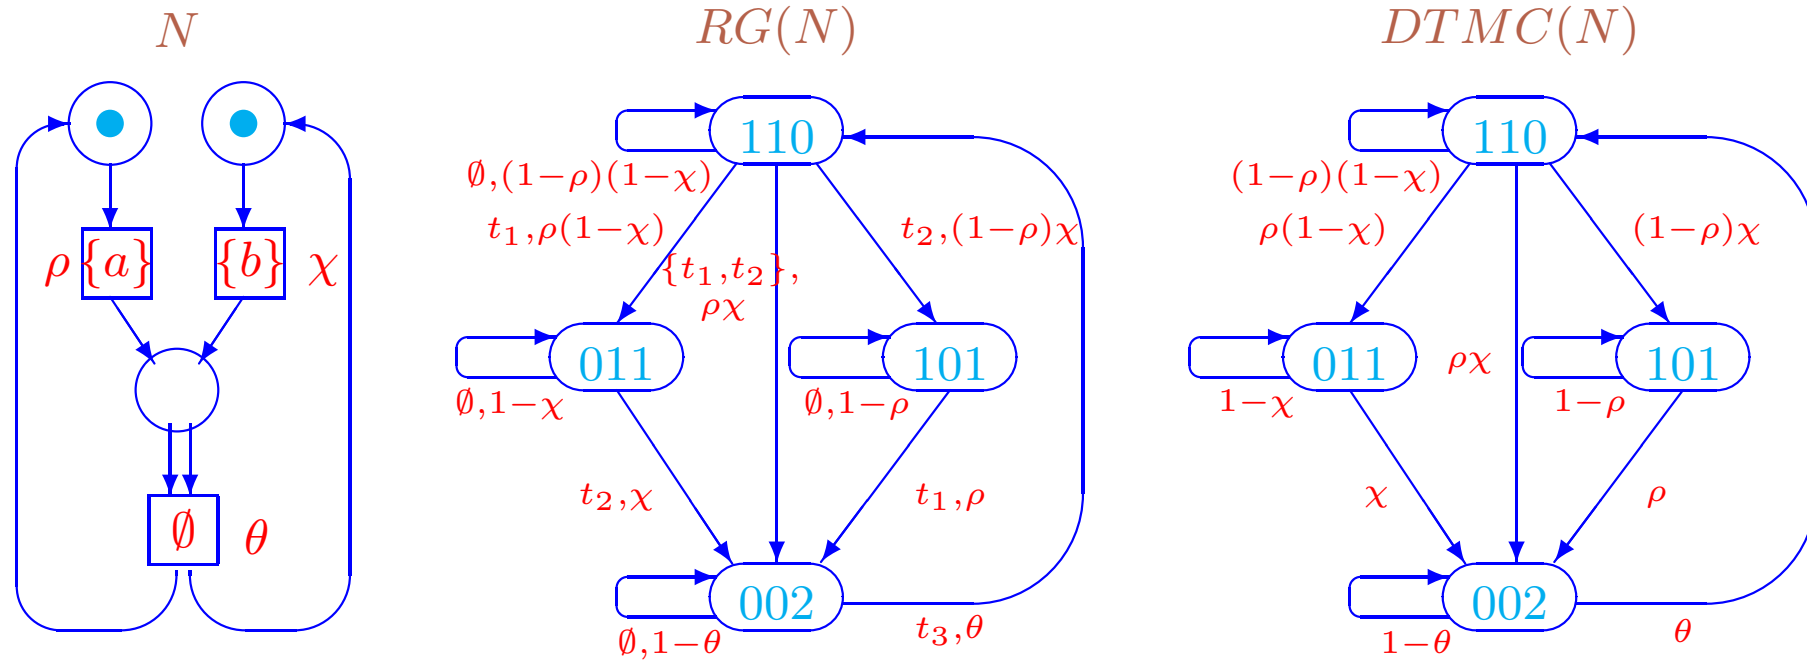 N
RG(N)
DTMC(N)
ρ {a} {b} χ
∅ θ
110
∅,(1−ρ)(1−χ)
t₁,ρ(1−χ)
t₂,(1−ρ)χ
{t₁,t₂},
ρχ
011
101
∅,1−χ
∅,1−ρ
t₂,χ
t₁,ρ
002
∅,1−θ
t₃,θ
110
(1−ρ)(1−χ)
ρ(1−χ)
(1−ρ)χ
011
ρχ
101
1−χ
1−ρ
χ
ρ
002
1−θ
θ